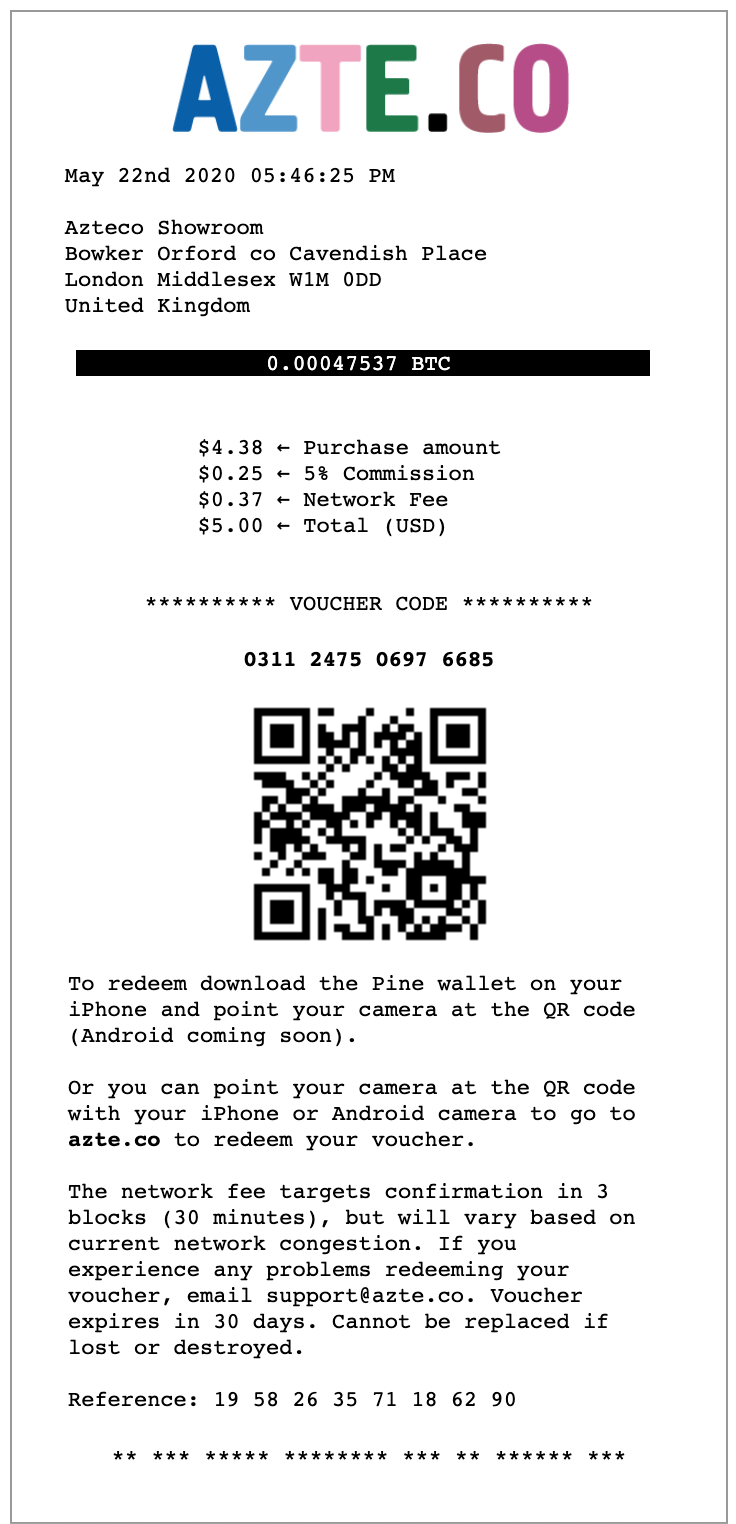 AZTE.CO
May 22nd 2020 05:46:25 PM
Azteco Showroom
Bowker Orford co Cavendish Place
London Middlesex W1M 0DD
United Kingdom
0.00047537 BTC
$4.38 ← Purchase amount
$0.25 ← 5% Commission
$0.37 ← Network Fee
$5.00 ← Total (USD)
********** VOUCHER CODE **********
0311 2475 0697 6685
To redeem download the Pine wallet on your
iPhone and point your camera at the QR code
(Android coming soon).
Or you can point your camera at the QR code
with your iPhone or Android camera to go to
azte.co to redeem your voucher.
The network fee targets confirmation in 3
blocks (30 minutes), but will vary based on
current network congestion. If you
experience any problems redeeming your
voucher, email support@azte.co. Voucher
expires in 30 days. Cannot be replaced if
lost or destroyed.
Reference: 19 58 26 35 71 18 62 90
** *** ***** ******** *** ** ****** ***